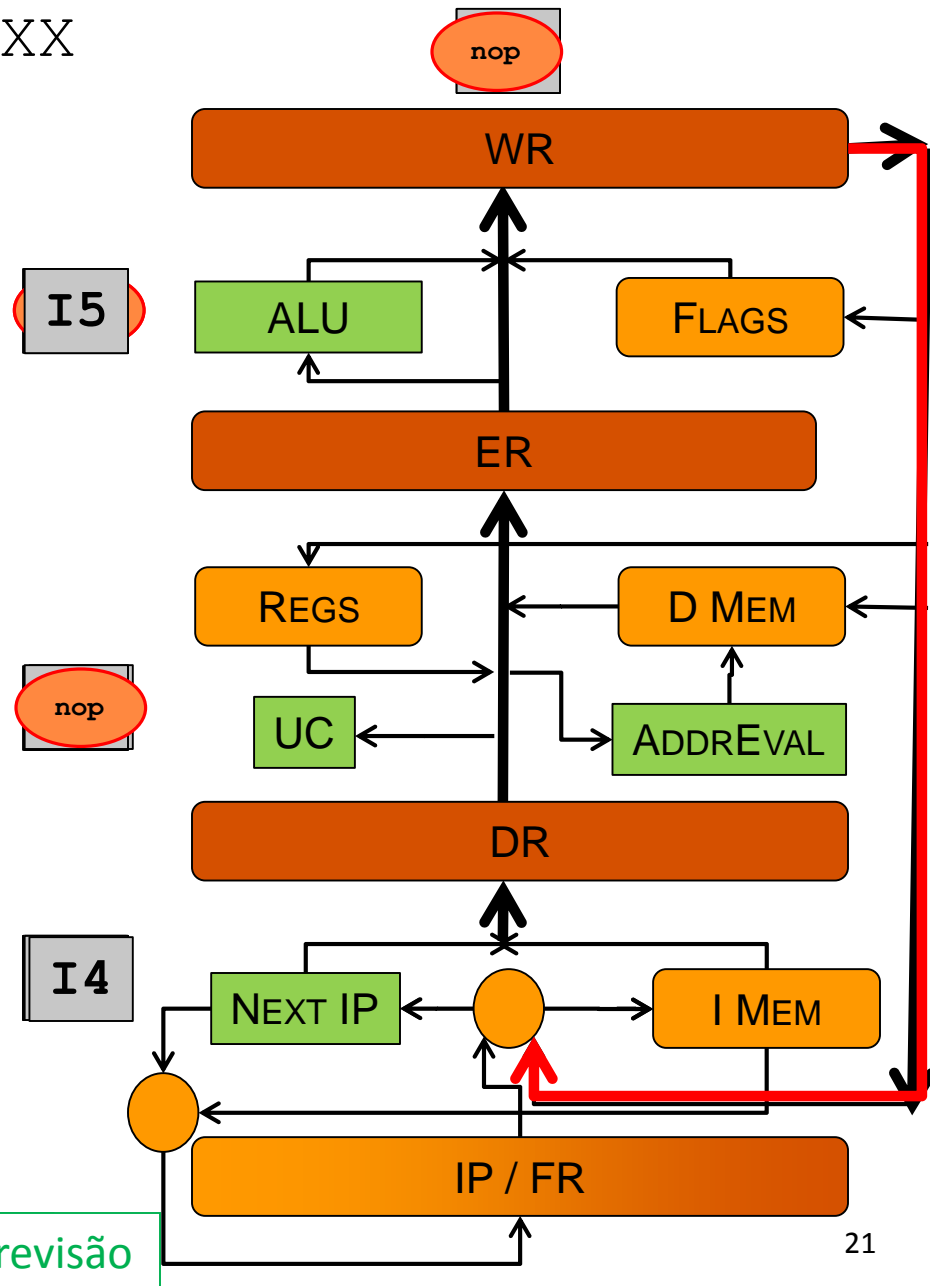 XX
nop
WR
I5
ALU
FLAGS
ER
REGS
D MEM
nop
UC
ADDREVAL
DR
I4
NEXT IP
I MEM
IP / FR
revisão
21